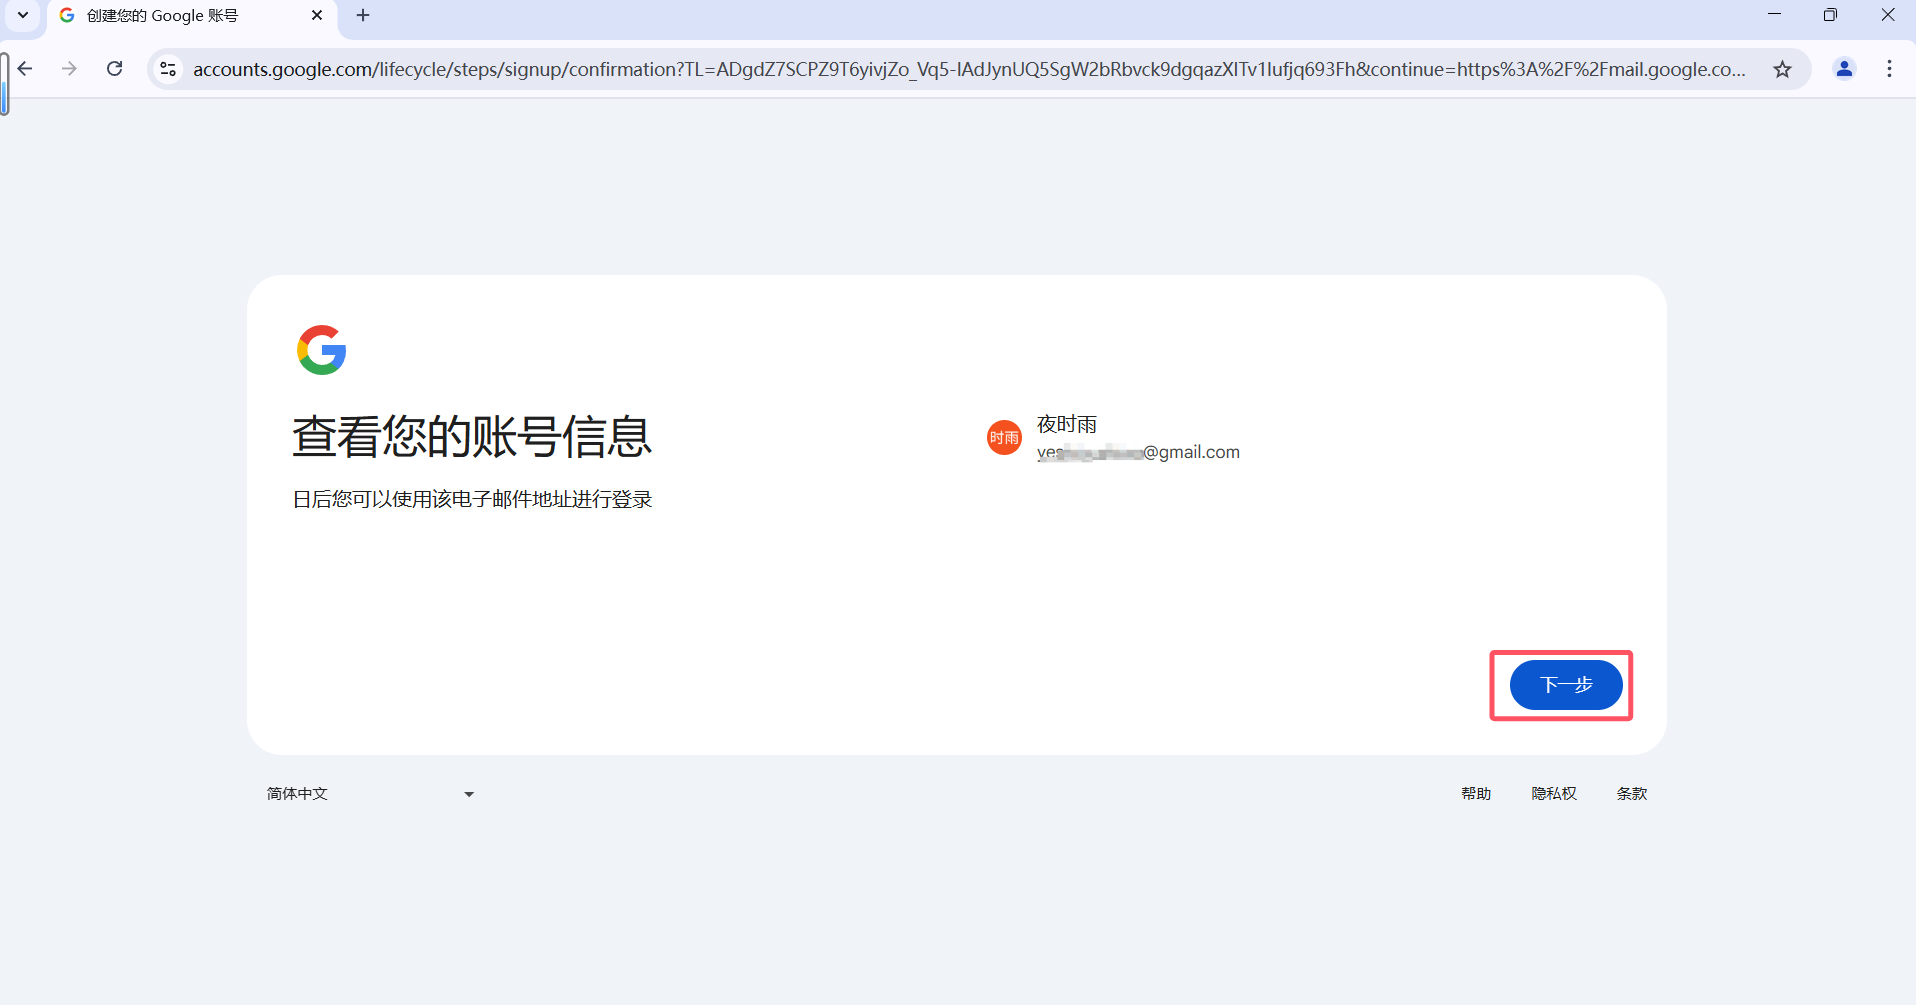 创建您的 Google 账号
accounts.google.com/lifecycle/steps/signup/confirmation?TL=ADgdZ7SCPZ9T6yivjZo_Vq5-IAdJynUQ5SgW2bRbvck9dgqazXITv1Iufjq693Fh&continue=https%3A%2F%2Fmail.google.co...
查看您的账号信息
日后您可以使用该电子邮件地址进行登录
时雨
夜时雨
@gmail.com
下一步
简体中文
帮助
隐私权
条款